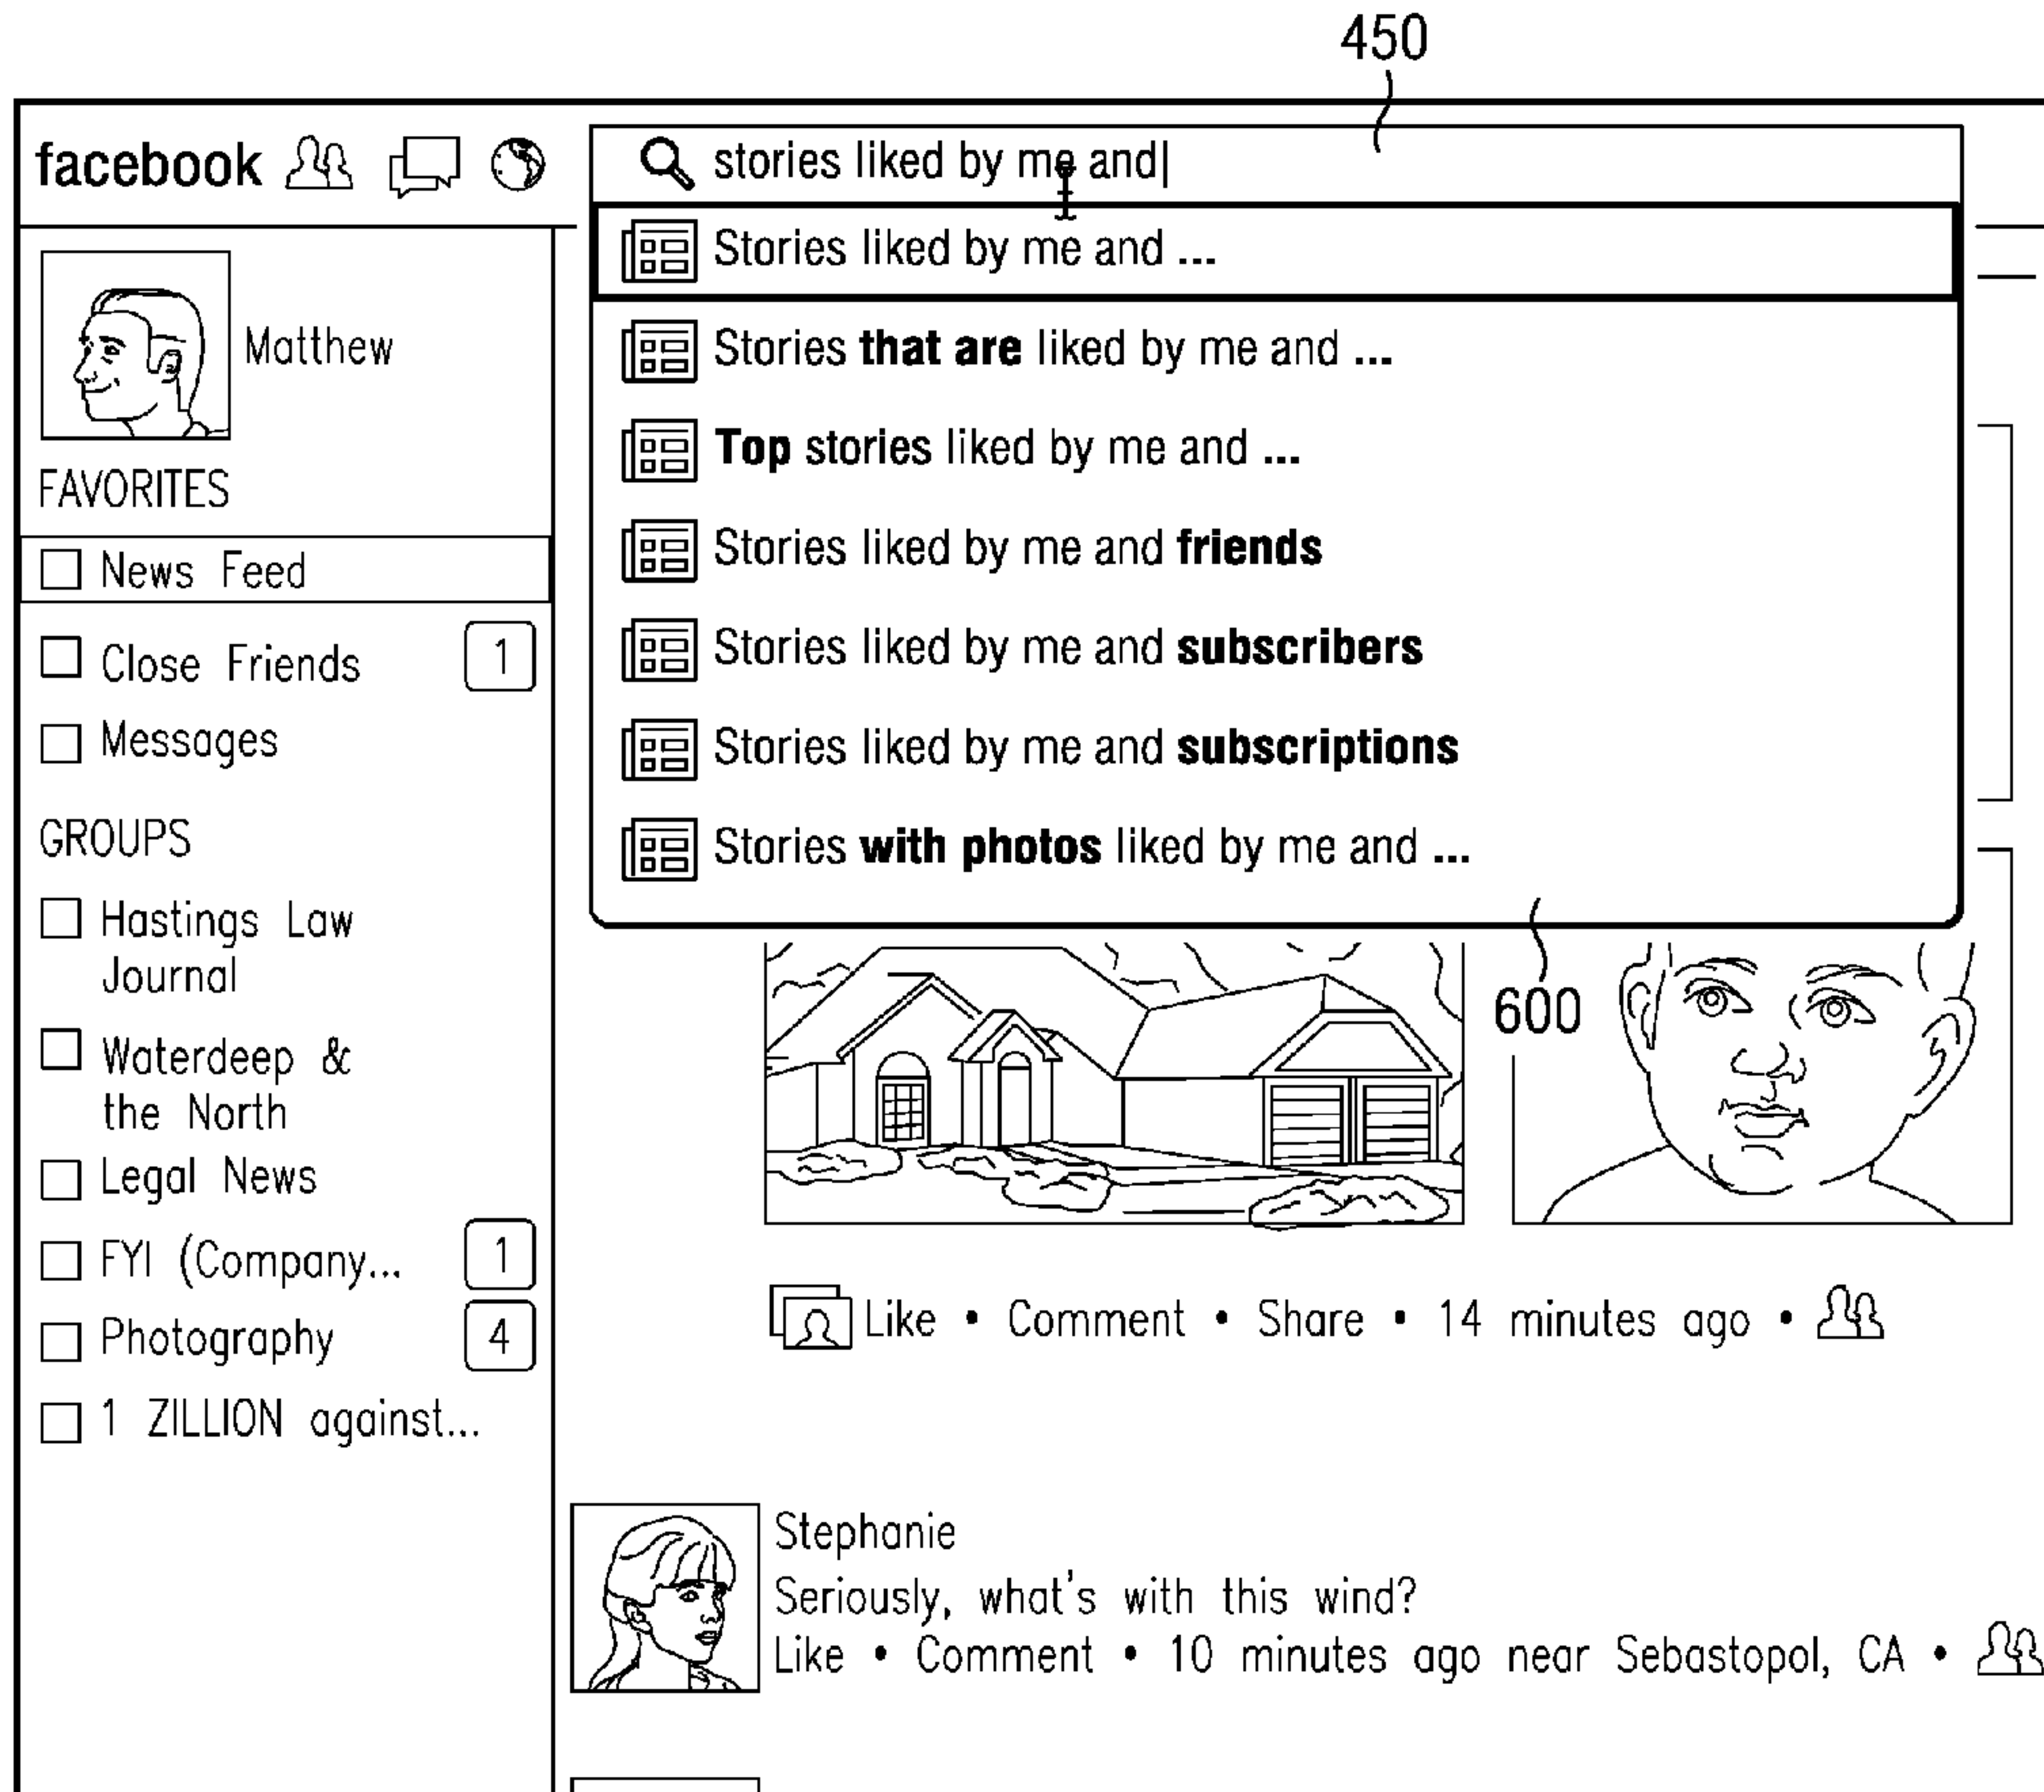 450
facebook
stories liked by me and
Stories liked by me and ...
Stories that are liked by me and ...
Top stories liked by me and ...
Stories liked by me and friends
Stories liked by me and subscribers
Stories liked by me and subscriptions
Stories with photos liked by me and ...
600
Matthew
FAVORITES
News Feed
Close Friends 1
Messages
GROUPS
Hastings Law
Journal
Waterdeep &
the North
Legal News
FYI (Company... 1
Photography 4
1 ZILLION against...
Like • Comment • Share • 14 minutes ago •
Stephanie
Seriously, what's with this wind?
Like • Comment • 10 minutes ago near Sebastopol, CA •